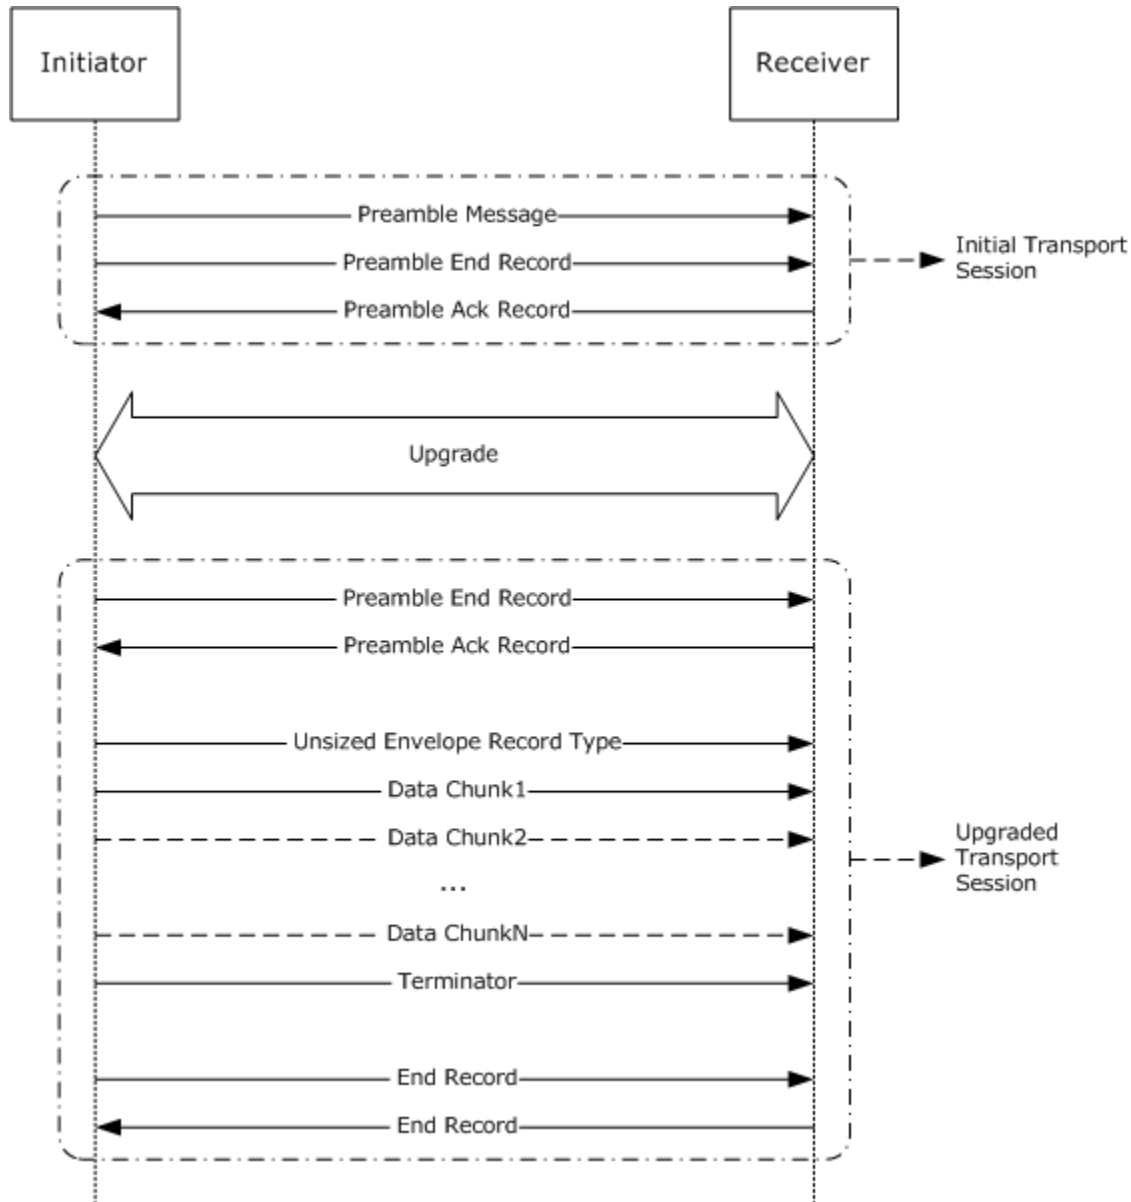 Initiator
Receiver
Preamble Message
Preamble End Record
Preamble Ack Record
Initial Transport
Session
Upgrade
Preamble End Record
Preamble Ack Record
Unsized Envelope Record Type
Data Chunk1
Data Chunk2
...
Data ChunkN
Terminator
Upgraded
Transport
Session
End Record
End Record